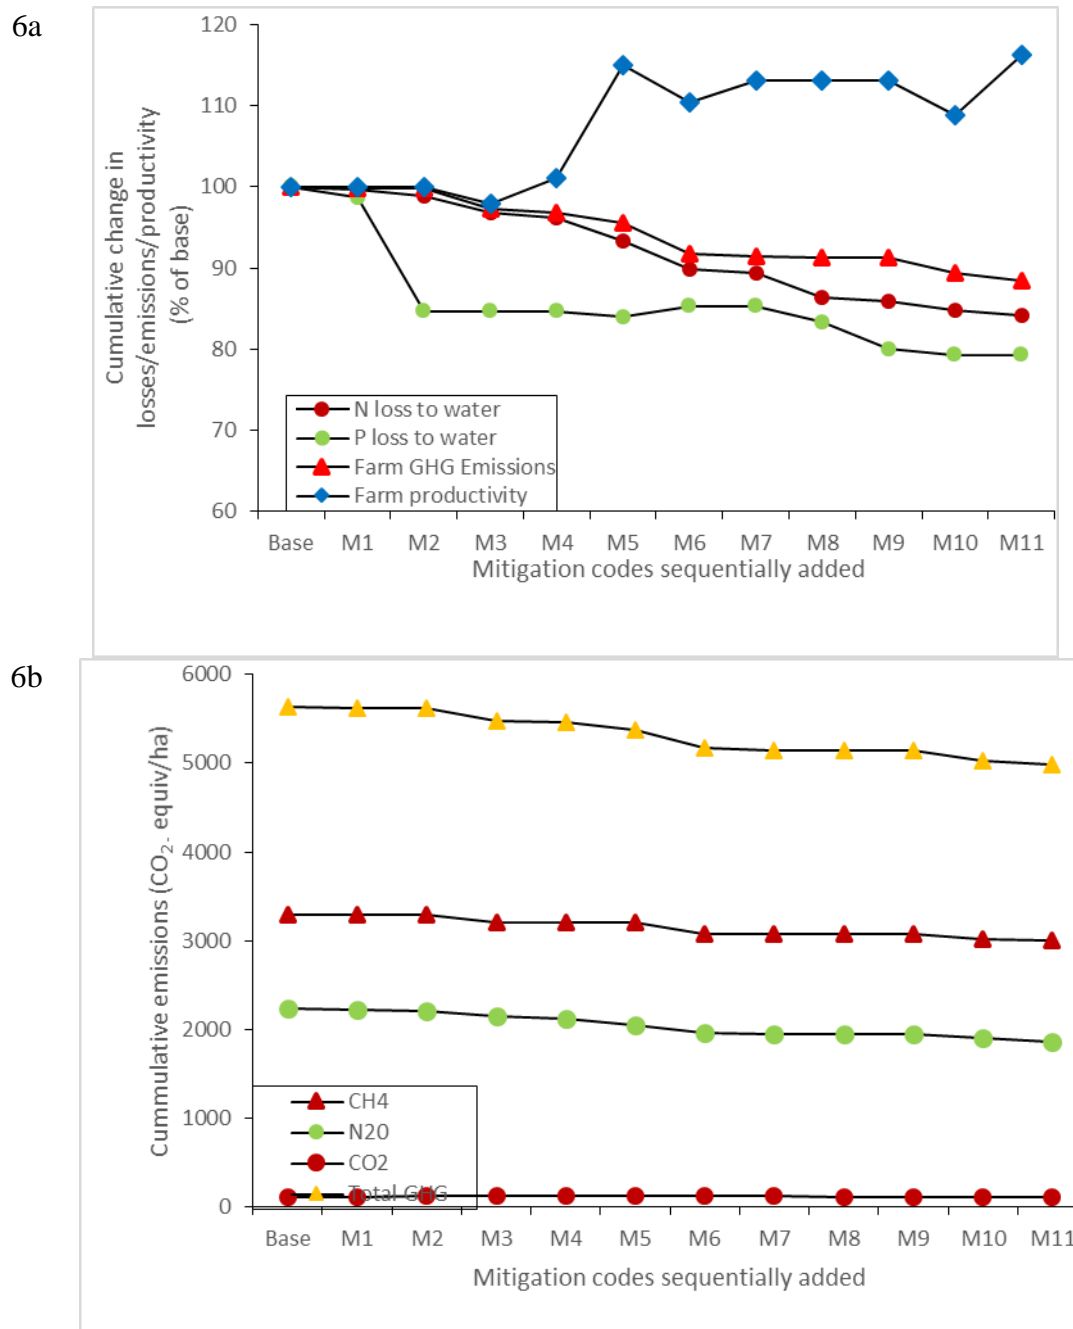 6a
120
110
100
90
80
70
60
Cumulative change in
losses/emissions/productivity
(% of base)
N loss to water
P loss to water
Farm GHG Emissions
Farm productivity
Base M1 M2 M3 M4 M5 M6 M7 M8 M9 M10 M11
Mitigation codes sequentially added
6b
6000
5000
4000
3000
2000
1000
0
Cummulative emissions (CO2- equiv/ha)
CH4
N20
CO2
Total GHG
Base M1 M2 M3 M4 M5 M6 M7 M8 M9 M10 M11
Mitigation codes sequentially added